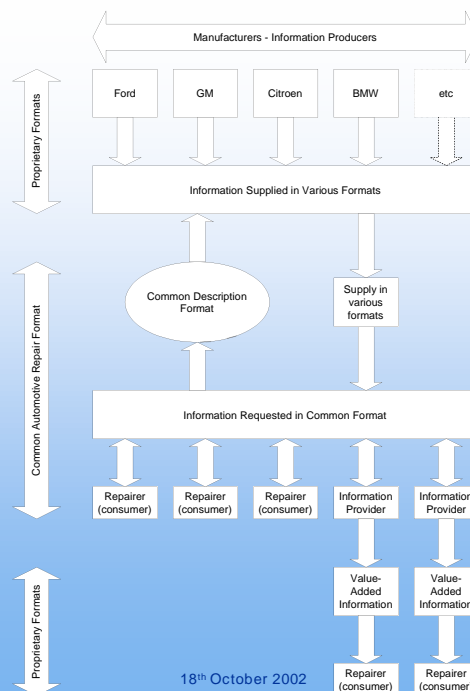 Manufacturers - Information Producers
Proprietary Formats
Ford
GM
Citroen
BMW
etc
Information Supplied in Various Formats
Common Automotive Repair Format
Common Description
Format
Supply in
various
formats
Information Requested in Common Format
Repairer
(consumer)
Repairer
(consumer)
Repairer
(consumer)
Information
Provider
Information
Provider
Proprietary Formats
Value-
Added
Information
Value-
Added
Information
Repairer
(consumer)
Repairer
(consumer
18th October 2002